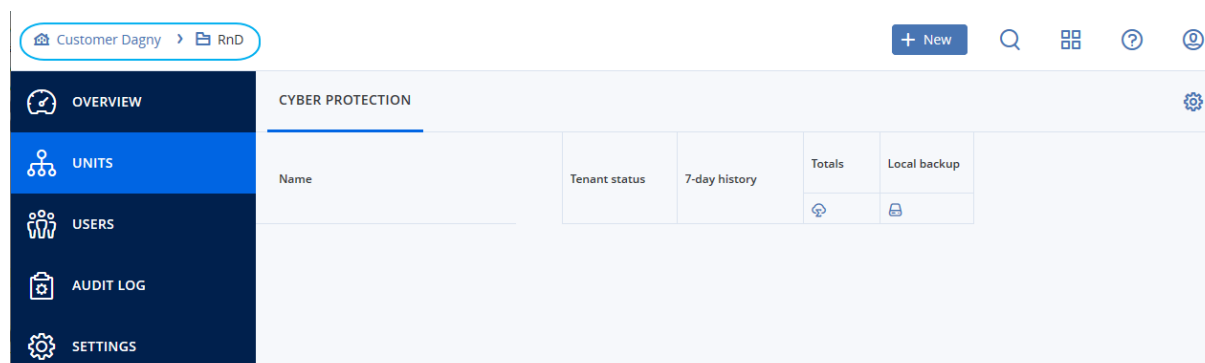 Customer Dagny > RnD
+ New
OVERVIEW
UNITS
USERS
AUDIT LOG
SETTINGS
CYBER PROTECTION
Name
Tenant status
7-day history
Totals
Local backup